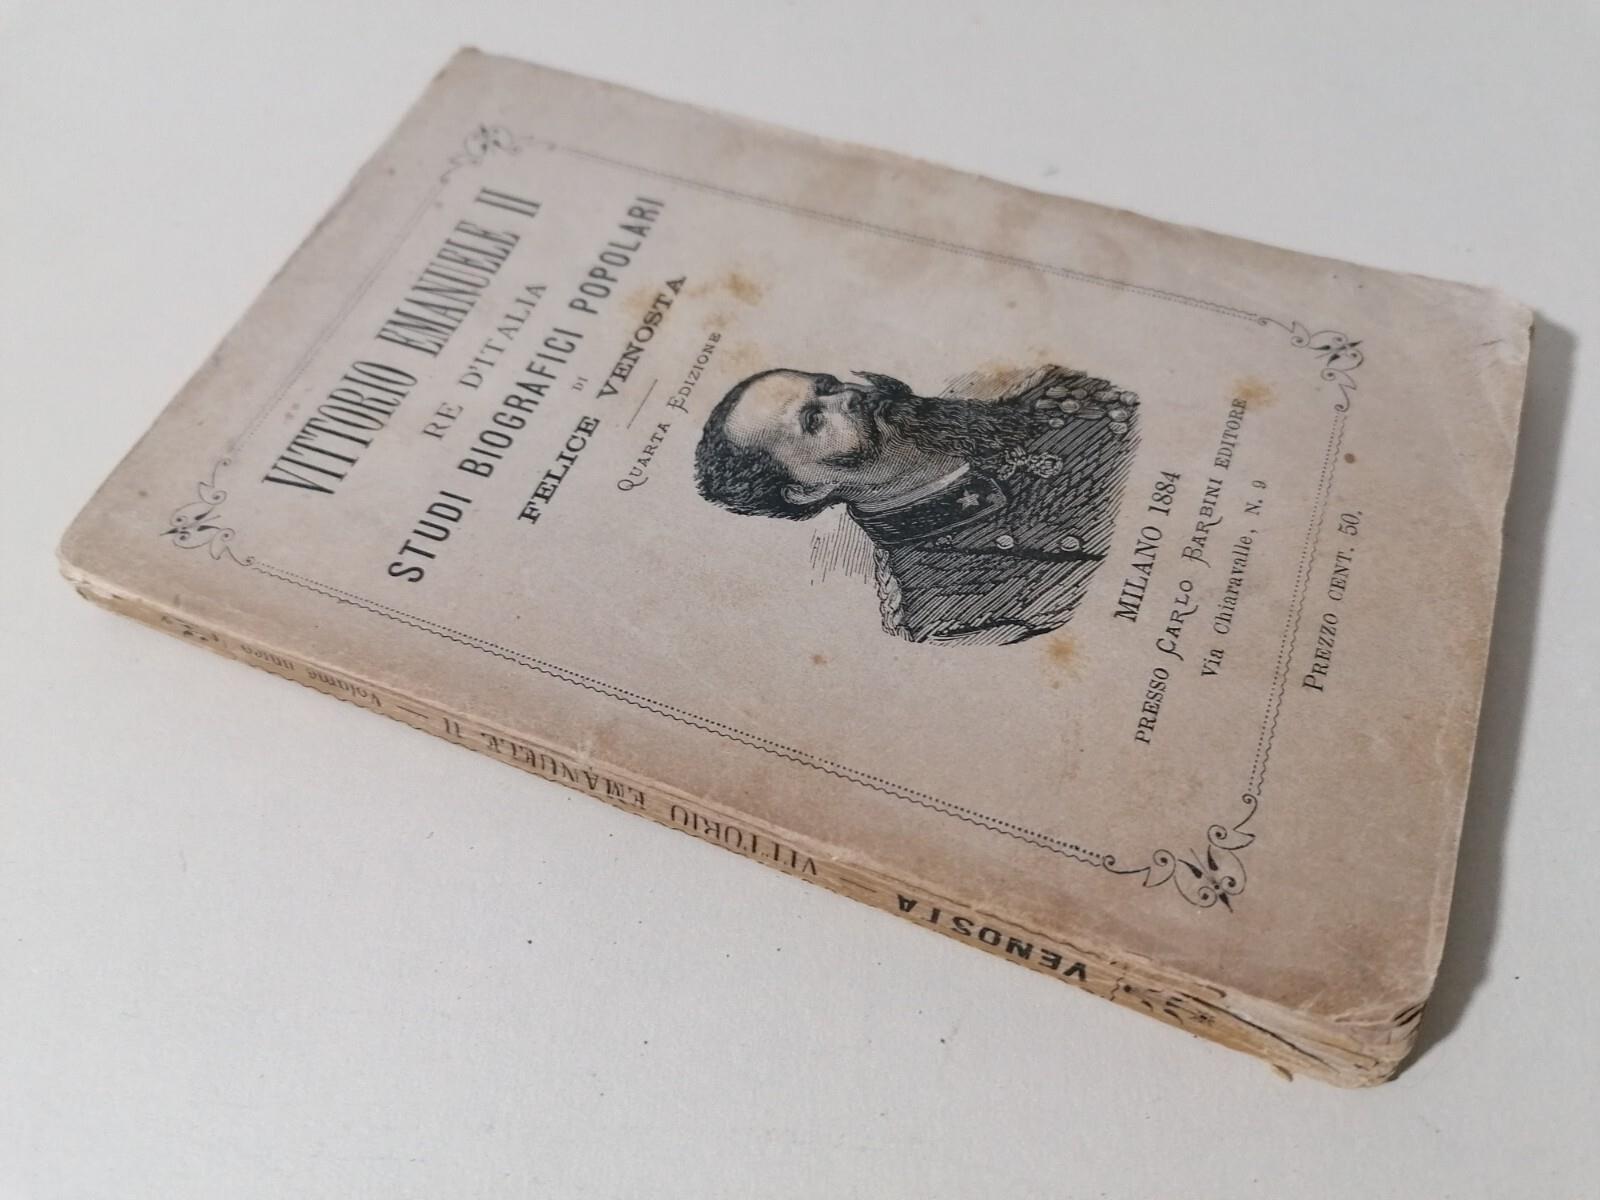 VITTORIO EMANUELE II
RE D'ITALIA
STUDI BIOGRAFICI POPOLARI
DI
FELICE VENOSTA
QUARTA EDIZIONE
MILANO 1884
PRESSO CARLO BARBINI EDITORE
Via Chiaravalle, N. 9
PREZZO CENT. 50.
VENOSTA — VITTORIO EMANUELE II — Volume unico